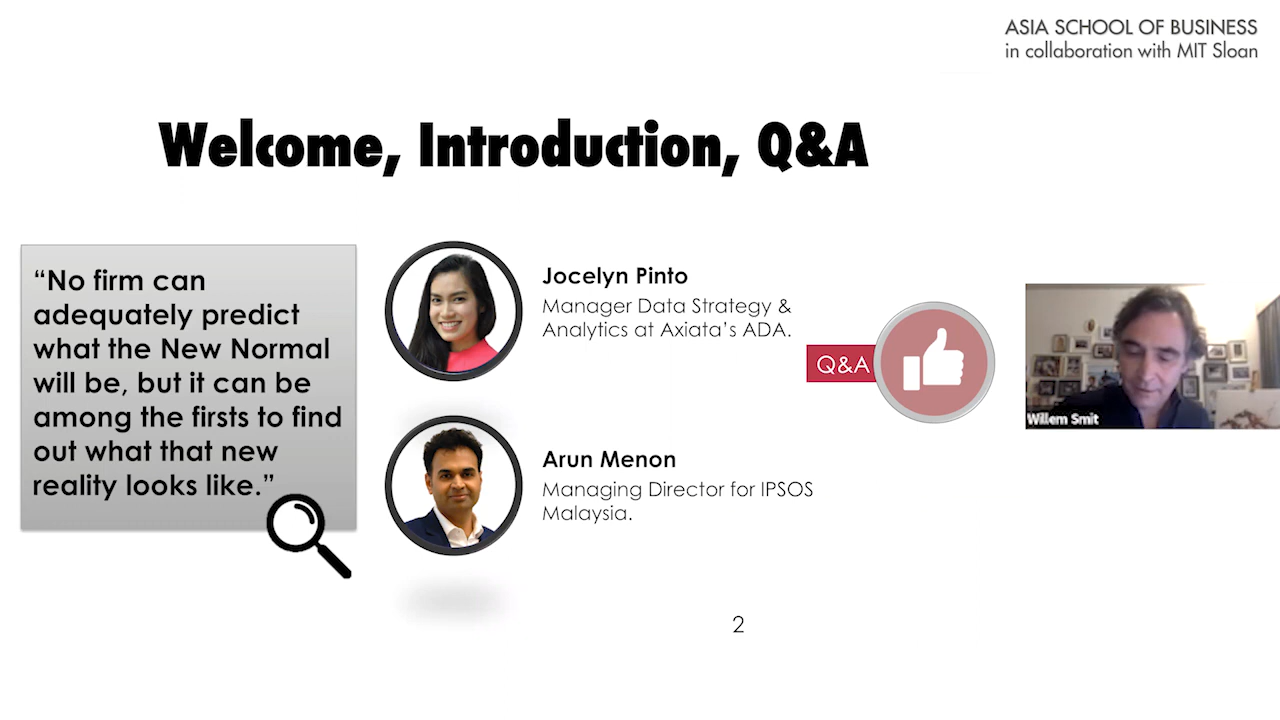 ASIA SCHOOL OF BUSINESS
in collaboration with MIT Sloan
Welcome, Introduction, Q&A
“No firm can
adequately predict
what the New Normal
will be, but it can be
among the firsts to find
out what that new
reality looks like.”
Jocelyn Pinto
Manager Data Strategy &
Analytics at Axiata’s ADA.
Arun Menon
Managing Director for IPSOS
Malaysia.
Q&A
Willem Smit
2